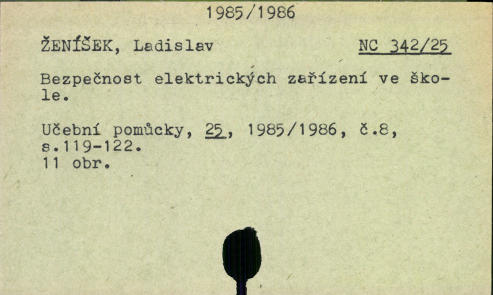 1985/1986
ŽENÍŠEK, Ladislav NC 342/25
Bezpečnost elektrických zařízení ve ško-
le.
Učební pomůcky, 25, 1985/1986, č.8,
s.119-122.
11 obr.